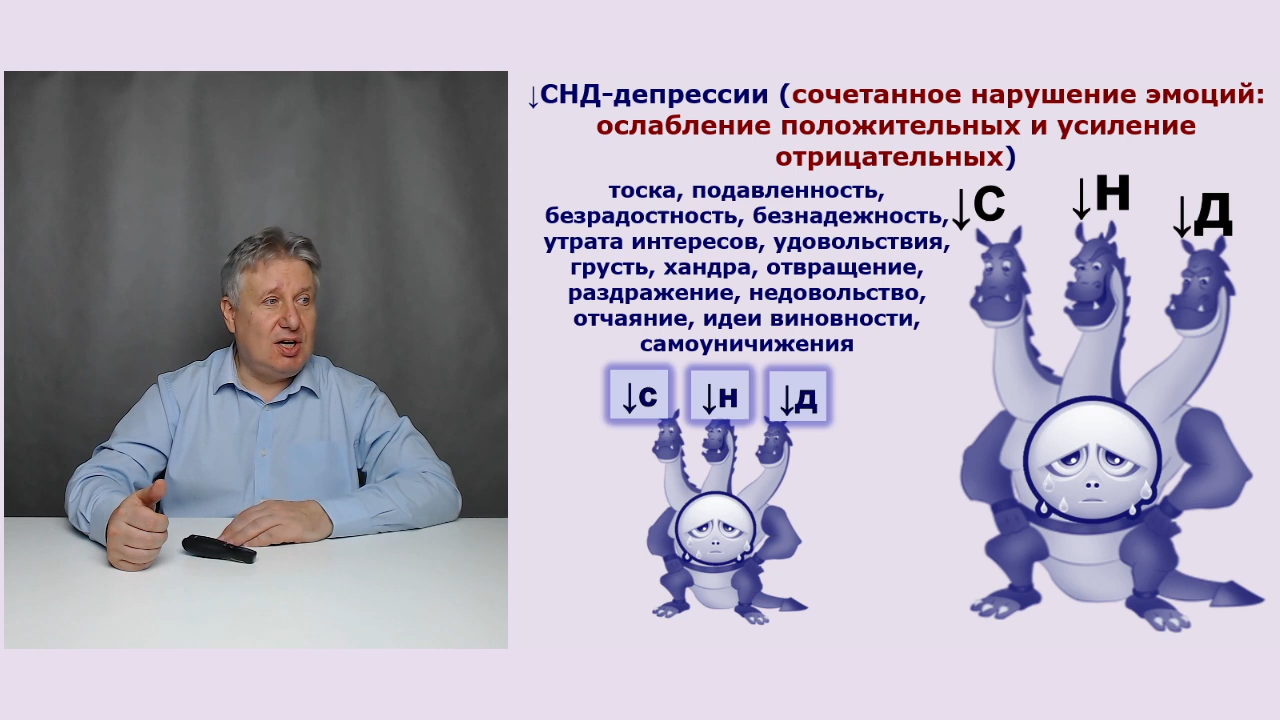 ↓СНД-депрессии (сочетанное нарушение эмоций:
ослабление положительных и усиление
отрицательных)
тоска, подавленность,
безрадостность, безнадежность,
утрата интересов, удовольствия,
грусть, хандра, отвращение,
раздражение, недовольство,
отчаяние, идеи виновности,
самоуничижения
↓С ↓Н ↓Д
↓с ↓н ↓д